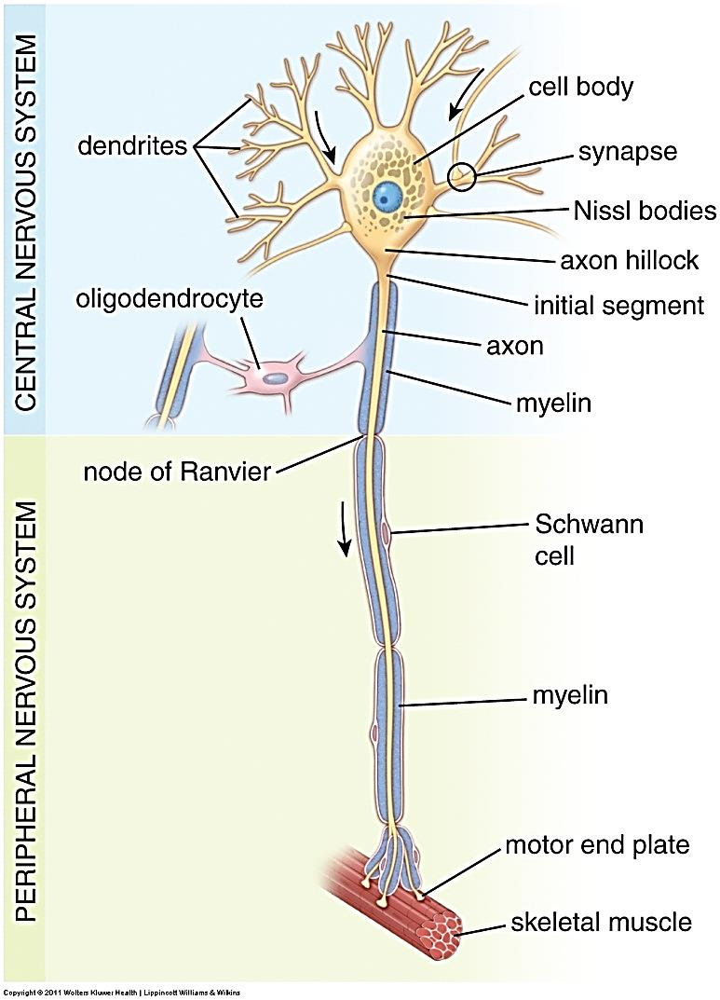 CENTRAL NERVOUS SYSTEM
cell body
dendrites
synapse
Nissl bodies
axon hillock
oligodendrocyte
initial segment
axon
myelin
node of Ranvier
PERIPHERAL NERVOUS SYSTEM
Schwann
cell
myelin
motor end plate
skeletal muscle
Copyright © 2011 Wolters Kluwer Health | Lippincott Williams & Wilkins